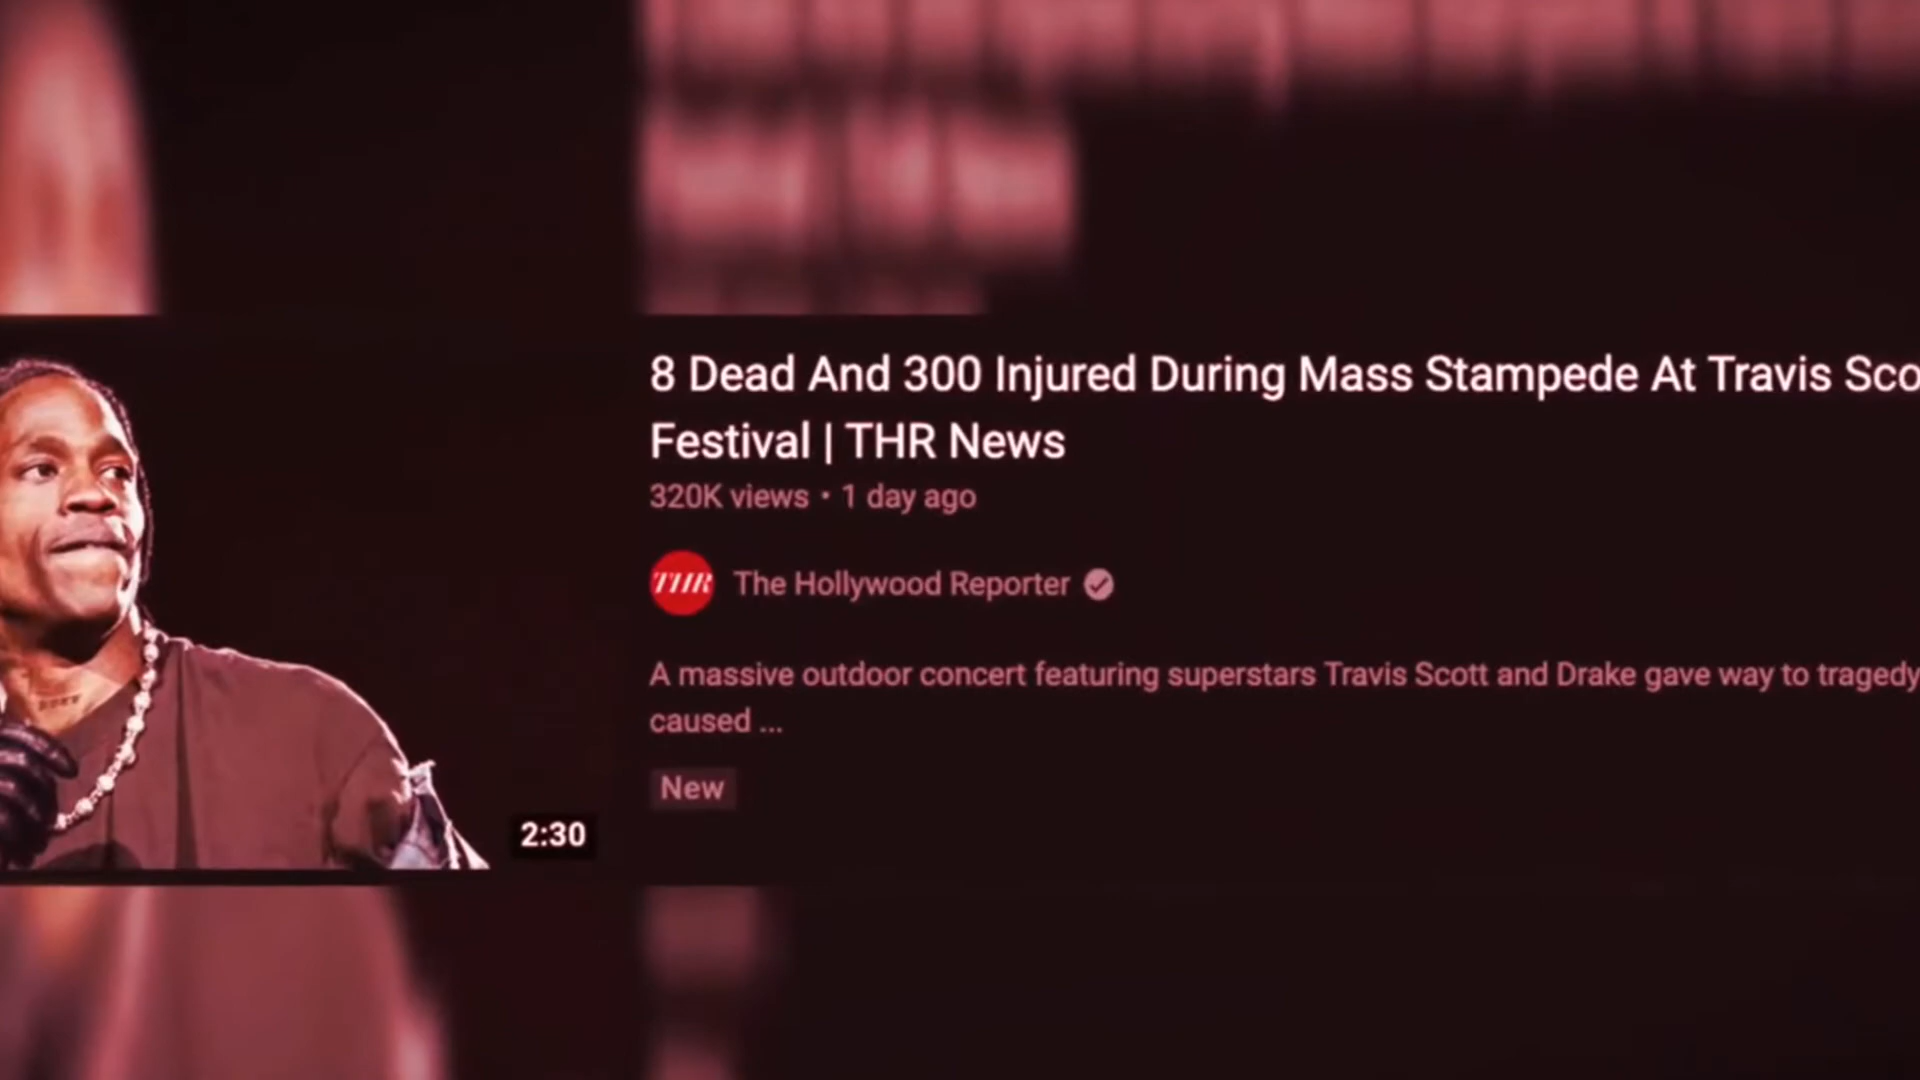 8 Dead And 300 Injured During Mass Stampede At Travis Sco
Festival | THR News
320K views • 1 day ago
THR The Hollywood Reporter
A massive outdoor concert featuring superstars Travis Scott and Drake gave way to tragedy
caused ...
New
2:30